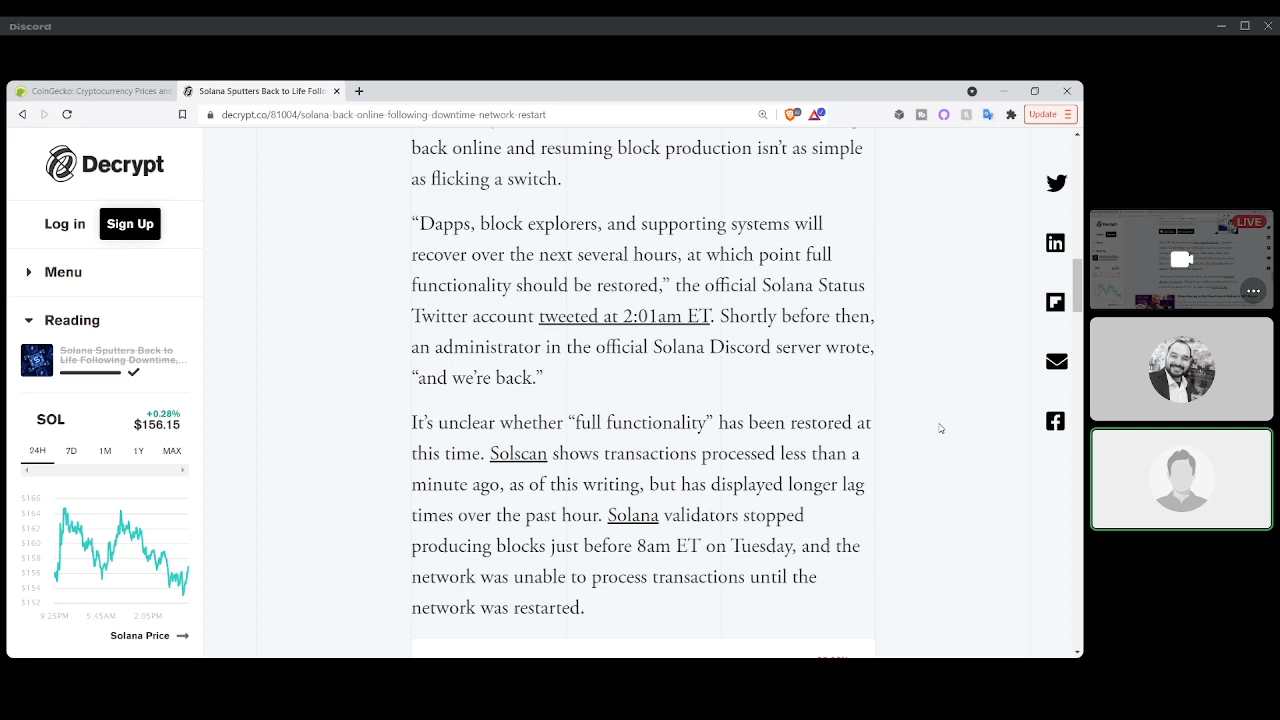 Discord
CoinGecko: Cryptocurrency Prices and
Solana Sputters Back to Life Follo
decrypt.co/81004/solana-back-online-following-downtime-network-restart
Update
Decrypt
Log in
Sign Up
Menu
Reading
Solana Sputters Back to
Life Following Downtime,...
SOL
+0.28%
$156.15
24H 7D 1M 1Y MAX
$166
$164
$162
$160
$158
$156
$154
$152
9:25PM 5:45AM 2:05PM
Solana Price
back online and resuming block production isn’t as simple
as flicking a switch.
“Dapps, block explorers, and supporting systems will
recover over the next several hours, at which point full
functionality should be restored,” the official Solana Status
Twitter account tweeted at 2:01am ET. Shortly before then,
an administrator in the official Solana Discord server wrote,
“and we’re back.”
It’s unclear whether “full functionality” has been restored at
this time. Solscan shows transactions processed less than a
minute ago, as of this writing, but has displayed longer lag
times over the past hour. Solana validators stopped
producing blocks just before 8am ET on Tuesday, and the
network was unable to process transactions until the
network was restarted.
LIVE
Decrypt